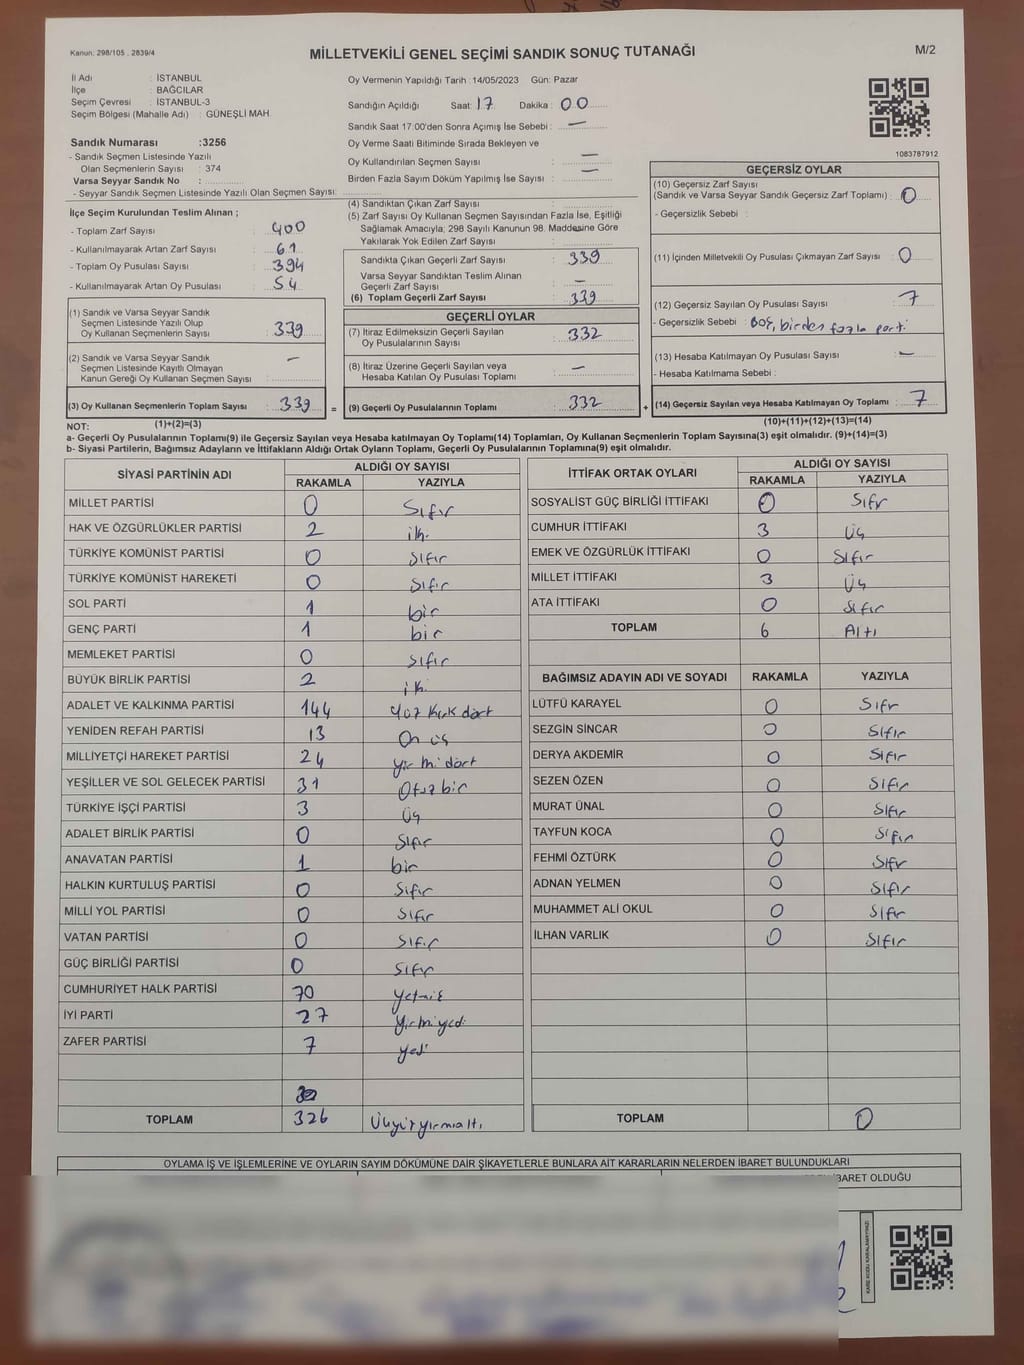 Kanun: 298/105 , 2839/4
MİLLETVEKİLİ GENEL SEÇİMİ SANDIK SONUÇ TUTANAĞI
M/2
İl Adı : İSTANBUL
İlçe : BAĞCILAR
Seçim Çevresi : İSTANBUL-3
Seçim Bölgesi (Mahalle Adı) : GÜNEŞLİ MAH.
Oy Vermenin Yapıldığı Tarih :14/05/2023 Gün: Pazar
Sandığın Açıldığı Saat: 17 Dakika : 00
Sandık Saat 17:00'den Sonra Açımış İse Sebebi : —
Oy Verme Saati Bitiminde Sırada Bekleyen ve
Oy Kullandırılan Seçmen Sayısı —
Birden Fazla Sayım Döküm Yapılmış İse Sayısı : —
1083787912
Sandık Numarası :3256
- Sandık Seçmen Listesinde Yazılı
Olan Seçmenlerin Sayısı : 374
Varsa Seyyar Sandık No :
- Seyyar Sandık Seçmen Listesinde Yazılı Olan Seçmen Sayısı:
İlçe Seçim Kurulundan Teslim Alınan ;
- Toplam Zarf Sayısı : 400
- Kullanılmayarak Artan Zarf Sayısı : 61
- Toplam Oy Pusulası Sayısı : 394
- Kullanılmayarak Artan Oy Pusulası : 54
(4) Sandıktan Çıkan Zarf Sayısı :
(5) Zarf Sayısı Oy Kullanan Seçmen Sayısından Fazla İse, Eşitliği
Sağlamak Amacıyla; 298 Sayılı Kanunun 98. Maddesine Göre
Yakılarak Yok Edilen Zarf Sayısı :
Sandıkta Çıkan Geçerli Zarf Sayısı : 339
Varsa Seyyar Sandıktan Teslim Alınan
Geçerli Zarf Sayısı : —
(6) Toplam Geçerli Zarf Sayısı : 339
GEÇERSİZ OYLAR
(10) Geçersiz Zarf Sayısı
(Sandık ve Varsa Seyyar Sandık Geçersiz Zarf Toplamı) : 0
- Geçersizlik Sebebi :
(11) İçinden Milletvekili Oy Pusulası Çıkmayan Zarf Sayısı : 0
(12) Geçersiz Sayılan Oy Pusulası Sayısı : 7
- Geçersizlik Sebebi : Boş, birden fazla parti
(13) Hesaba Katılmayan Oy Pusulası Sayısı : —
- Hesaba Katılmama Sebebi :
(1) Sandık ve Varsa Seyyar Sandık
Seçmen Listesinde Yazılı Olup
Oy Kullanan Seçmenlerin Sayısı : 339
(2) Sandık ve Varsa Seyyar Sandık
Seçmen Listesinde Kayıtlı Olmayan
Kanun Gereği Oy Kullanan Seçmen Sayısı : —
GEÇERLİ OYLAR
(7) İtiraz Edilmeksizin Geçerli Sayılan
Oy Pusulalarının Sayısı : 332
(8) İtiraz Üzerine Geçerli Sayılan veya
Hesaba Katılan Oy Pusulası Toplamı : —
(3) Oy Kullanan Seçmenlerin Toplam Sayısı : 339 = (9) Geçerli Oy Pusulalarının Toplamı : 332 + (14) Geçersiz Sayılan veya Hesaba Katılmayan Oy Toplamı : 7
NOT: (1)+(2)=(3) (10)+(11)+(12)+(13)=(14)
a- Geçerli Oy Pusulalarının Toplamı(9) ile Geçersiz Sayılan veya Hesaba katılmayan Oy Toplamı(14) Toplamları, Oy Kullanan Seçmenlerin Toplam Sayısına(3) eşit olmalıdır. (9)+(14)=(3)
b- Siyasi Partilerin, Bağımsız Adayların ve İttifakların Aldığı Ortak Oyların Toplamı, Geçerli Oy Pusulalarının Toplamına(9) eşit olmalıdır.
SİYASİ PARTİNİN ADI ALDIĞI OY SAYISI
RAKAMLA YAZIYLA
MİLLET PARTİSİ 0 Sıfır
HAK VE ÖZGÜRLÜKLER PARTİSİ 2 iki
TÜRKİYE KOMÜNİST PARTİSİ 0 Sıfır
TÜRKİYE KOMÜNİST HAREKETİ 0 Sıfır
SOL PARTİ 1 bir
GENÇ PARTİ 1 bir
MEMLEKET PARTİSİ 0 Sıfır
BÜYÜK BİRLİK PARTİSİ 2 iki
ADALET VE KALKINMA PARTİSİ 144 yüz kırk dört
YENİDEN REFAH PARTİSİ 13 On üç
MİLLİYETÇİ HAREKET PARTİSİ 24 yirmi dört
YEŞİLLER VE SOL GELECEK PARTİSİ 31 Otuz bir
TÜRKİYE İŞÇİ PARTİSİ 3 üç
ADALET BİRLİK PARTİSİ 0 Sıfır
ANAVATAN PARTİSİ 1 bir
HALKIN KURTULUŞ PARTİSİ 0 Sıfır
MİLLİ YOL PARTİSİ 0 Sıfır
VATAN PARTİSİ 0 Sıfır
GÜÇ BİRLİĞİ PARTİSİ 0 Sıfır
CUMHURİYET HALK PARTİSİ 70 yetmiş
İYİ PARTİ 27 Yirmi yedi
ZAFER PARTİSİ 7 yedi
TOPLAM 326 Üçyüzyirmialtı
İTTİFAK ORTAK OYLARI ALDIĞI OY SAYISI
RAKAMLA YAZIYLA
SOSYALİST GÜÇ BİRLİĞİ İTTİFAKI 0 Sıfır
CUMHUR İTTİFAKI 3 Üç
EMEK VE ÖZGÜRLÜK İTTİFAKI 0 Sıfır
MİLLET İTTİFAKI 3 Üç
ATA İTTİFAKI 0 Sıfır
TOPLAM 6 Altı
BAĞIMSIZ ADAYIN ADI VE SOYADI RAKAMLA YAZIYLA
LÜTFÜ KARAYEL 0 Sıfır
SEZGİN SİNCAR 0 Sıfır
DERYA AKDEMİR 0 Sıfır
SEZEN ÖZEN 0 Sıfır
MURAT ÜNAL 0 Sıfır
TAYFUN KOCA 0 Sıfır
FEHMİ ÖZTÜRK 0 Sıfır
ADNAN YELMEN 0 Sıfır
MUHAMMET ALİ OKUL 0 Sıfır
İLHAN VARLIK 0 Sıfır
TOPLAM 0
OYLAMA İŞ VE İŞLEMLERİNE VE OYLARIN SAYIM DÖKÜMÜNE DAİR ŞİKAYETLERLE BUNLARA AİT KARARLARIN NELERDEN İBARET BULUNDUKLARI
İBARET OLDUĞU
KARE KODU KARALAMAYINIZ!